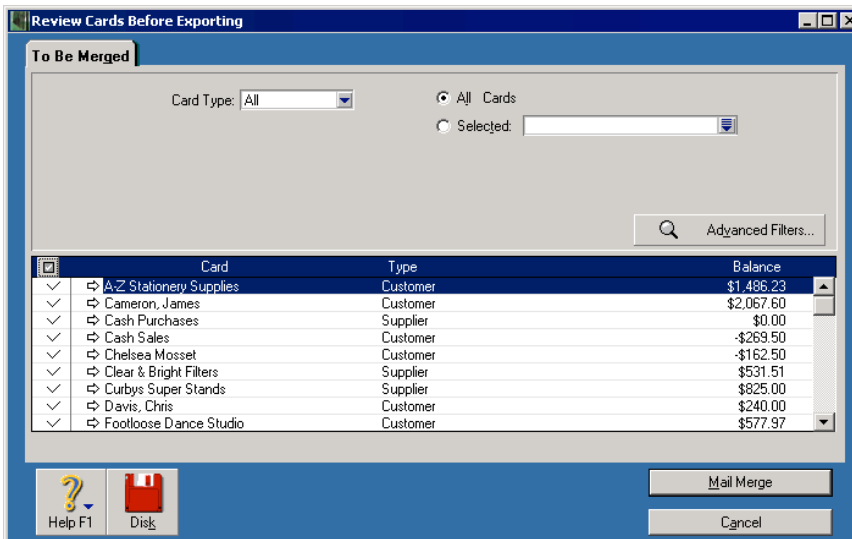 Review Cards Before Exporting
To Be Merged
Card Type: All
All Cards
Selected:
Advanced Filters...
Card Type Balance
A-Z Stationery Supplies Customer $1,486.23
Cameron, James Customer $2,067.60
Cash Purchases Supplier $0.00
Cash Sales Customer -$269.50
Chelsea Mosset Customer -$162.50
Clear & Bright Filters Supplier $531.51
Curbys Super Stands Supplier $825.00
Davis, Chris Customer $240.00
Footloose Dance Studio Customer $577.97
Mail Merge
Help F1 Disk
Cancel